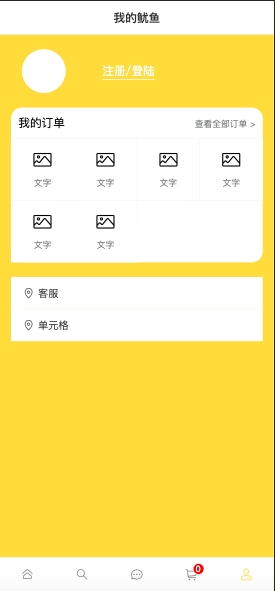 我的鱿鱼
注册/登陆
我的订单 查看全部订单 >
文字 文字 文字 文字
文字 文字
客服
单元格
0